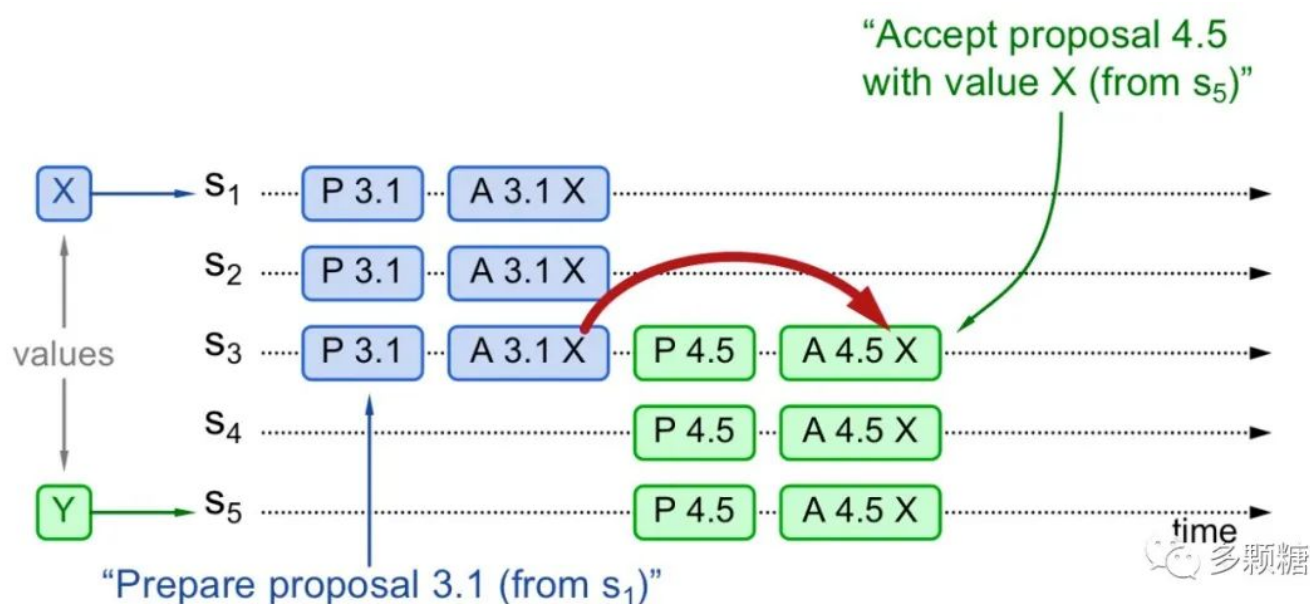 “Accept proposal 4.5
with value X (from s5)”
X s1 P 3.1 A 3.1 X
s2 P 3.1 A 3.1 X
values s3 P 3.1 A 3.1 X P 4.5 A 4.5 X
s4 P 4.5 A 4.5 X
Y s5 P 4.5 A 4.5 X
time
多颗糖
“Prepare proposal 3.1 (from s1)”